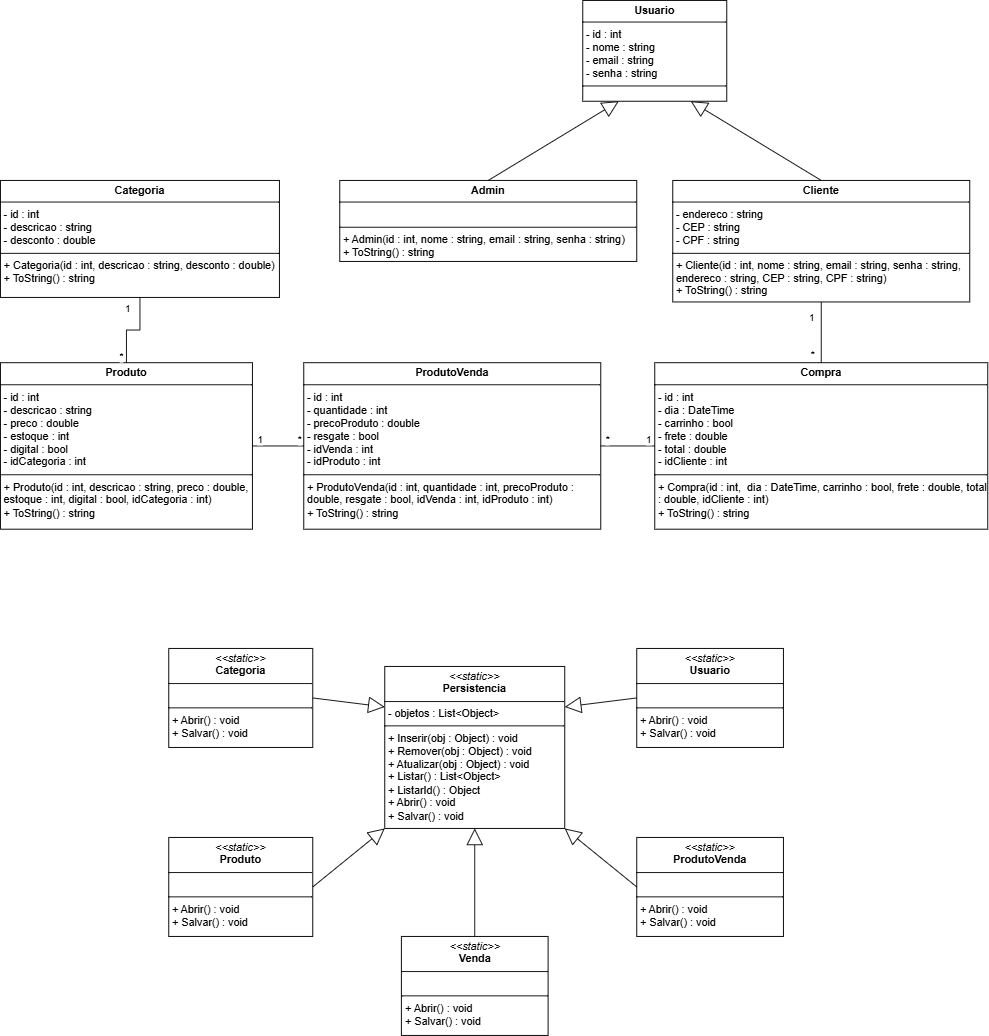 Usuario
- id : int
- nome : string
- email : string
- senha : string
Categoria
- id : int
- descricao : string
- desconto : double
+ Categoria(id : int, descricao : string, desconto : double)
+ ToString() : string
Admin
+ Admin(id : int, nome : string, email : string, senha : string)
+ ToString() : string
Cliente
- endereco : string
- CEP : string
- CPF : string
+ Cliente(id : int, nome : string, email : string, senha : string,
endereco : string, CEP : string, CPF : string)
+ ToString() : string
1
*
1
*
Produto
- id : int
- descricao : string
- preco : double
- estoque : int
- digital : bool
- idCategoria : int
+ Produto(id : int, descricao : string, preco : double,
estoque : int, digital : bool, idCategoria : int)
+ ToString() : string
1
*
ProdutoVenda
- id : int
- quantidade : int
- precoProduto : double
- resgate : bool
- idVenda : int
- idProduto : int
+ ProdutoVenda(id : int, quantidade : int, precoProduto :
double, resgate : bool, idVenda : int, idProduto : int)
+ ToString() : string
*
1
Compra
- id : int
- dia : DateTime
- carrinho : bool
- frete : double
- total : double
- idCliente : int
+ Compra(id : int, dia : DateTime, carrinho : bool, frete : double, total
: double, idCliente : int)
+ ToString() : string
<<static>>
Categoria
+ Abrir() : void
+ Salvar() : void
<<static>>
Persistencia
- objetos : List<Object>
+ Inserir(obj : Object) : void
+ Remover(obj : Object) : void
+ Atualizar(obj : Object) : void
+ Listar() : List<Object>
+ ListarId() : Object
+ Abrir() : void
+ Salvar() : void
<<static>>
Usuario
+ Abrir() : void
+ Salvar() : void
<<static>>
Produto
+ Abrir() : void
+ Salvar() : void
<<static>>
ProdutoVenda
+ Abrir() : void
+ Salvar() : void
<<static>>
Venda
+ Abrir() : void
+ Salvar() : void